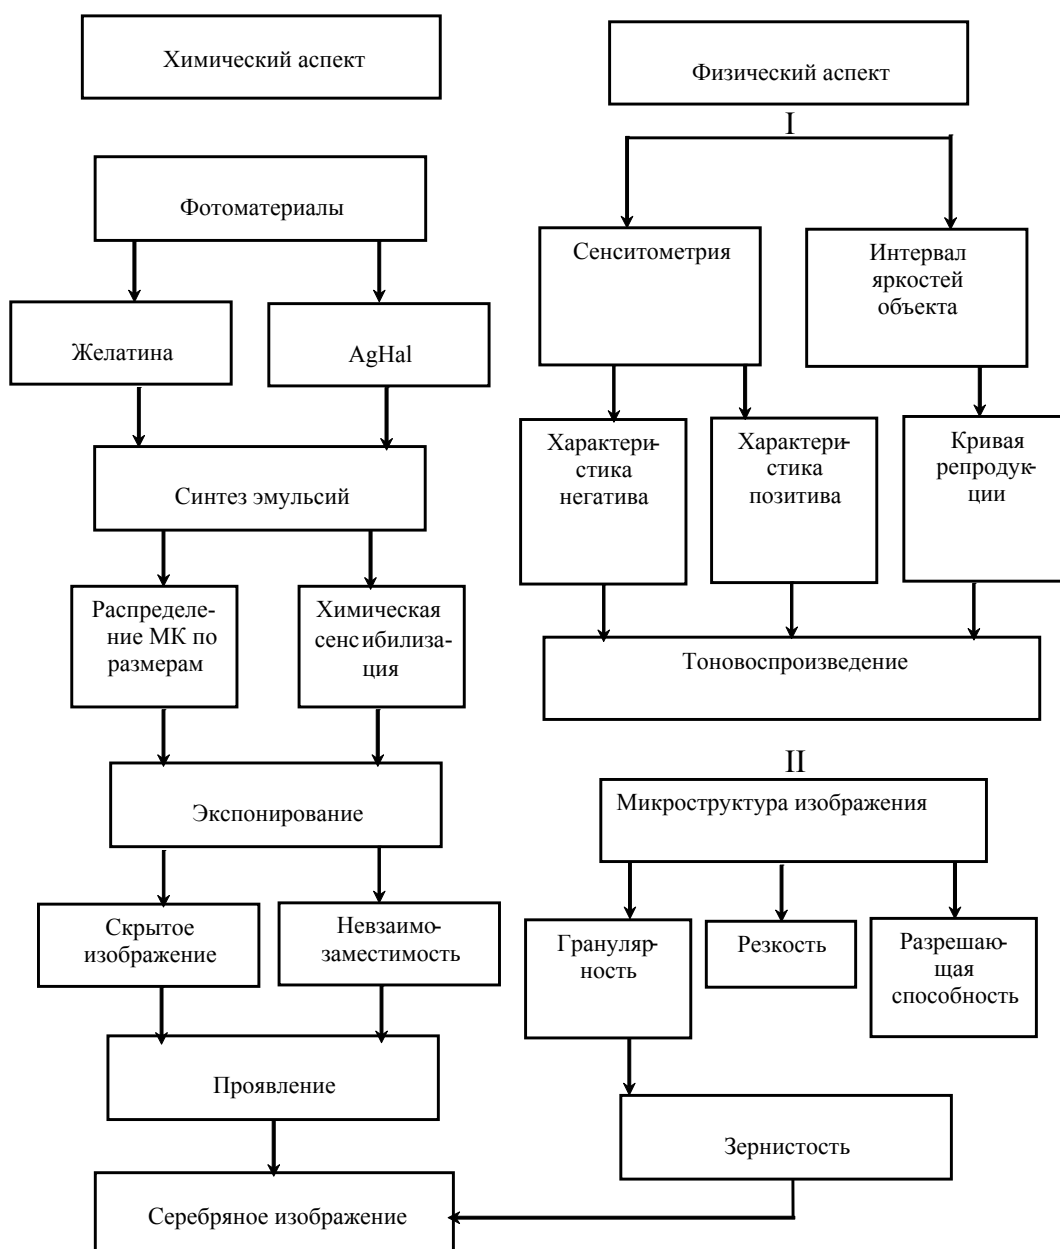 Химический аспект
Фотоматериалы
Желатина
AgHal
Синтез эмульсий
Распределе-
ние МК по
размерам
Химическая
сенсибилиза-
ция
Экспонирование
Скрытое
изображение
Невзаимо-
заместимость
Проявление
Серебряное изображение
Физический аспект
I
Сенситометрия
Интервал
яркостей
объекта
Характери-
стика
негатива
Характери-
стика
позитива
Кривая
репродук-
ции
Тоновоспроизведение
II
Микроструктура изображения
Грануляр-
ность
Резкость
Разрешаю-
щая
способность
Зернистость